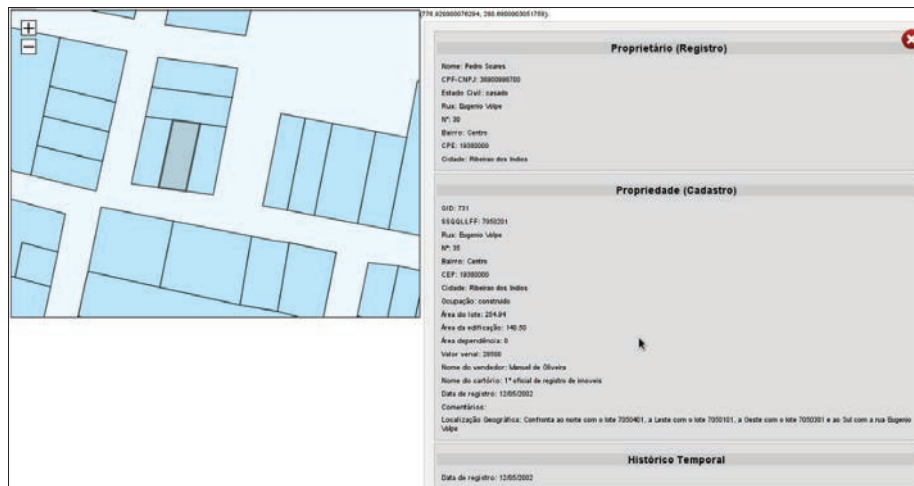 Proprietário (Registro)
Nome: Pedro Soares
CPF-CNPJ: 36900996700
Estado Civil: casado
Rua: Eugenio Volpe
Nº: 30
Bairro: Centro
CPE: 19380000
Cidade: Ribeirao dos Indios
Propriedade (Cadastro)
GID: 731
SSQQLLFF: 7050201
Rua: Eugenio Volpe
Nº: 35
Bairro: Centro
CEP: 19380000
Cidade: Ribeirao dos Indios
Ocupação: construido
Área do lote: 254.94
Área da edificação: 148.50
Área dependência: 0
Valor venal:
Nome do vendedor: Manuel de Oliveira
Nome do cartório: 1º oficial de registro de imoveis
Data de registro: 12/05/2002
Comentários:
Localização Geográfica: Confronta ao norte com o lote 7050401, a Leste com o lote 7050101, a Oeste com o lote 7050301 e ao Sul com a rua Eugenio
Volpe
Histórico Temporal
Data de registro: 12/05/2002